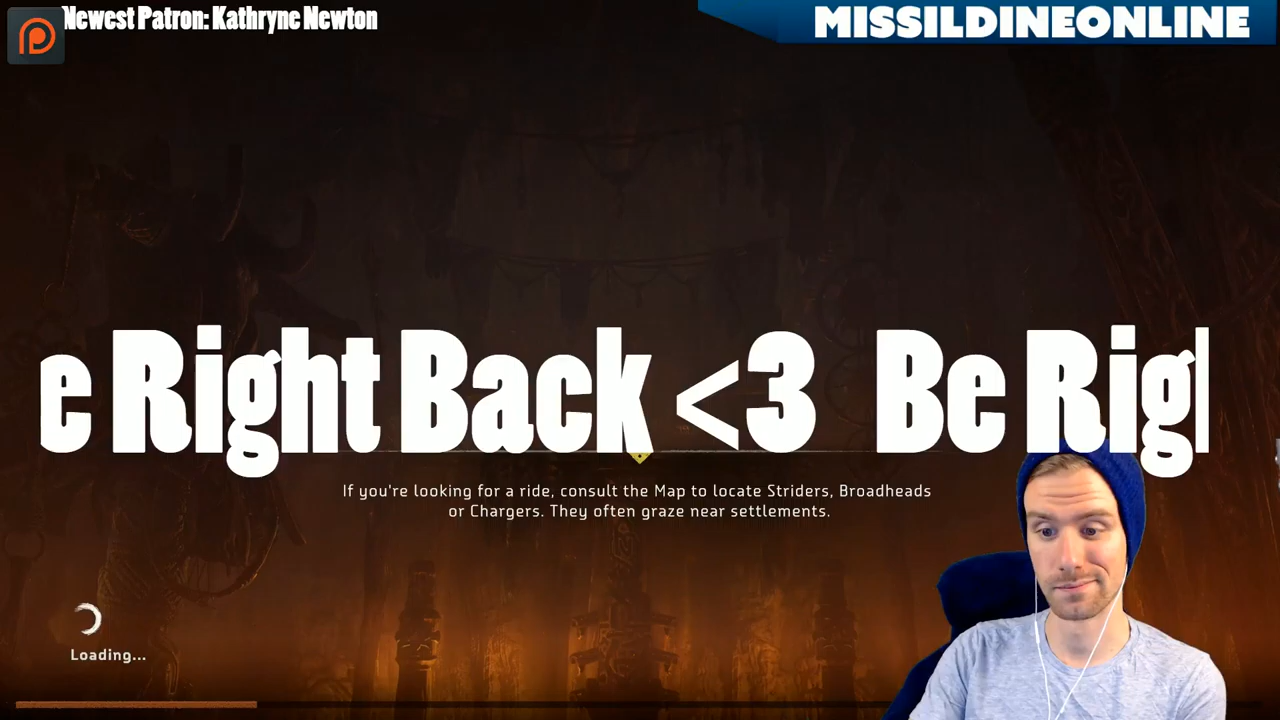 Newest Patron: Kathryne Newton
MISSILDINEONLINE
e Right Back <3 Be Rig
If you're looking for a ride, consult the Map to locate Striders, Broadheads
or Chargers. They often graze near settlements.
Loading...